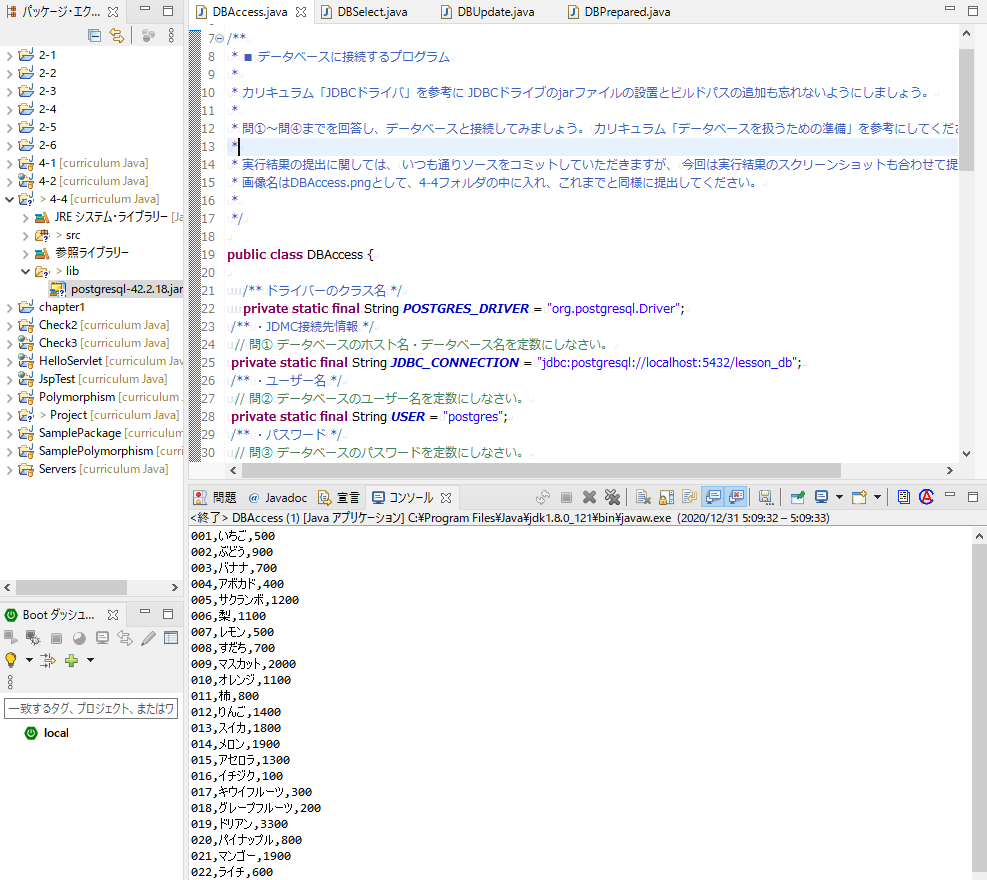 パッケージ・エク...
2-1
2-2
2-3
2-4
2-5
2-6
4-1 [curriculum Java]
4-2 [curriculum Java]
> 4-4 [curriculum Java]
JRE システム・ライブラリー [Ja
> src
参照ライブラリー
> lib
postgresql-42.2.18.jar
chapter1
Check2 [curriculum Java]
Check3 [curriculum Java]
HelloServlet [curriculum Jav
JspTest [curriculum Java]
Polymorphism [curriculum
> Project [curriculum Java]
SamplePackage [curriculum
SamplePolymorphism [curri
Servers [curriculum Java]
Boot ダッシュ...
一致するタグ、プロジェクト、またはワ
local
DBAccess.java
DBSelect.java
DBUpdate.java
DBPrepared.java
7 /**
8 * ■ データベースに接続するプログラム
9 *
10 * カリキュラム「JDBCドライバ」を参考に JDBCドライブのjarファイルの設置とビルドパスの追加も忘れないようにしましょう。
11 *
12 * 問①～問④までを回答し、データベースと接続してみましょう。 カリキュラム「データベースを扱うための準備」を参考にしてくださ
13 *
14 * 実行結果の提出に関しては、 いつも通りソースをコミットしていただきますが、 今回は実行結果のスクリーンショットも合わせて提
15 * 画像名はDBAccess.pngとして、4-4フォルダの中に入れ、これまでと同様に提出してください。
16 *
17 */
18
19 public class DBAccess {
20
21 /** ドライバーのクラス名 */
22 private static final String POSTGRES_DRIVER = "org.postgresql.Driver";
23 /** ・JDMC接続先情報 */
24 // 問① データベースのホスト名・データベース名を定数にしなさい。
25 private static final String JDBC_CONNECTION = "jdbc:postgresql://localhost:5432/lesson_db";
26 /** ・ユーザー名 */
27 // 問② データベースのユーザー名を定数にしなさい。
28 private static final String USER = "postgres";
29 /** ・パスワード */
30 // 問③ データベースのパスワードを定数にしなさい。
問題
@ Javadoc
宣言
コンソール
<終了> DBAccess (1) [Java アプリケーション] C:¥Program Files¥Java¥jdk1.8.0_121¥bin¥javaw.exe (2020/12/31 5:09:32 – 5:09:33)
001,いちご,500
002,ぶどう,900
003,バナナ,700
004,アボカド,400
005,サクランボ,1200
006,梨,1100
007,レモン,500
008,すだち,700
009,マスカット,2000
010,オレンジ,1100
011,柿,800
012,りんご,1400
013,スイカ,1800
014,メロン,1900
015,アセロラ,1300
016,イチジク,100
017,キウイフルーツ,300
018,グレープフルーツ,200
019,ドリアン,3300
020,パイナップル,800
021,マンゴー,1900
022,ライチ,600